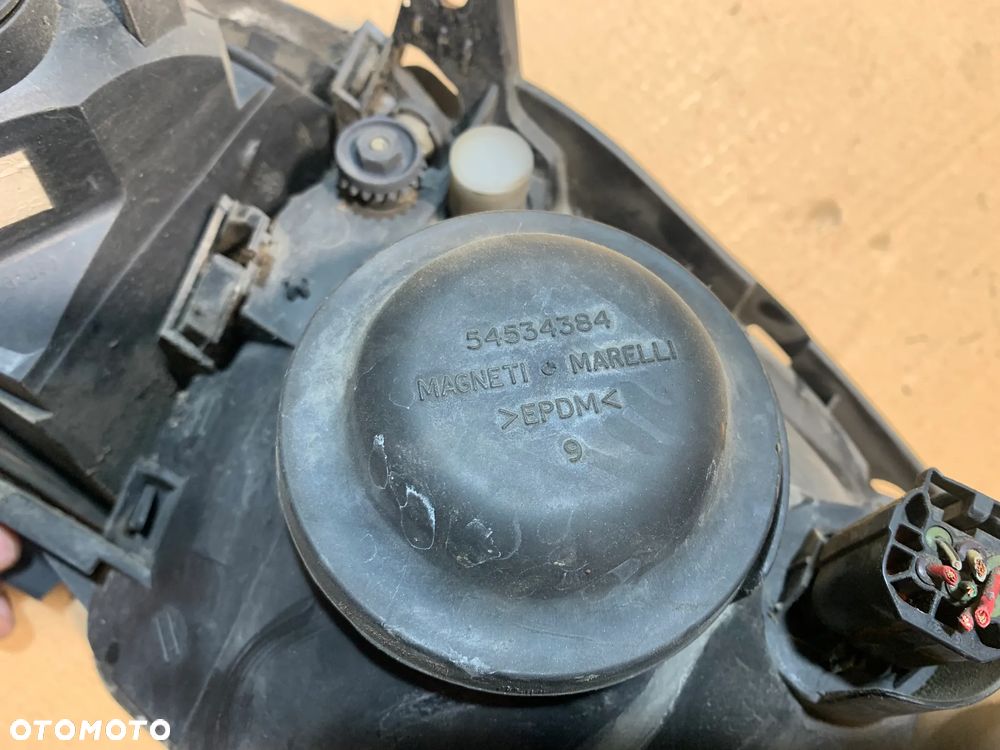 54534384
MAGNETI MARELLI
>EPDM<
9
OTOMOTO